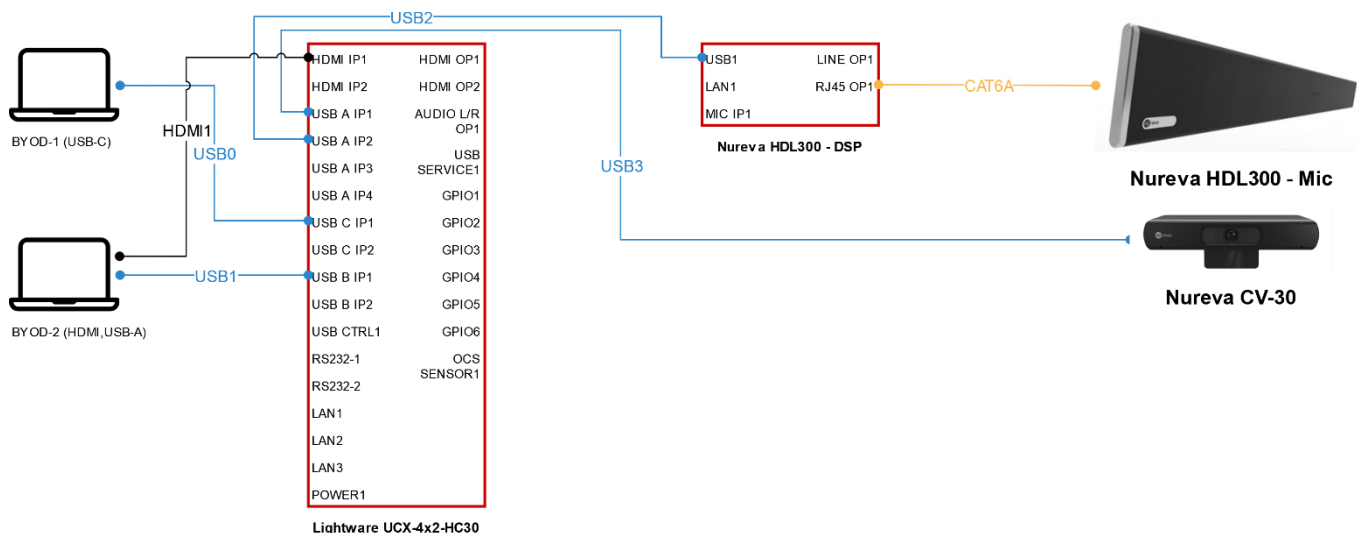 USB2
HDMI IP1
HDMI OP1
HDMI IP2
HDMI OP2
USB A IP1
AUDIO L/R
OP1
USB A IP2
USB
SERVICE1
USB A IP3
USB A IP4
GPIO1
USB C IP1
GPIO2
USB C IP2
GPIO3
USB B IP1
GPIO4
USB B IP2
GPIO5
USB CTRL1
GPIO6
RS232-1
OCS
SENSOR1
RS232-2
LAN1
LAN2
LAN3
POWER1
Lightware UCX-4x2-HC30
BYOD-1 (USB-C)
HDMI1
USB0
USB1
BYOD-2 (HDMI,USB-A)
USB3
USB1
LINE OP1
LAN1
RJ45 OP1
MIC IP1
Nureva HDL300 - DSP
CAT6A
Nureva HDL300 - Mic
Nureva CV-30